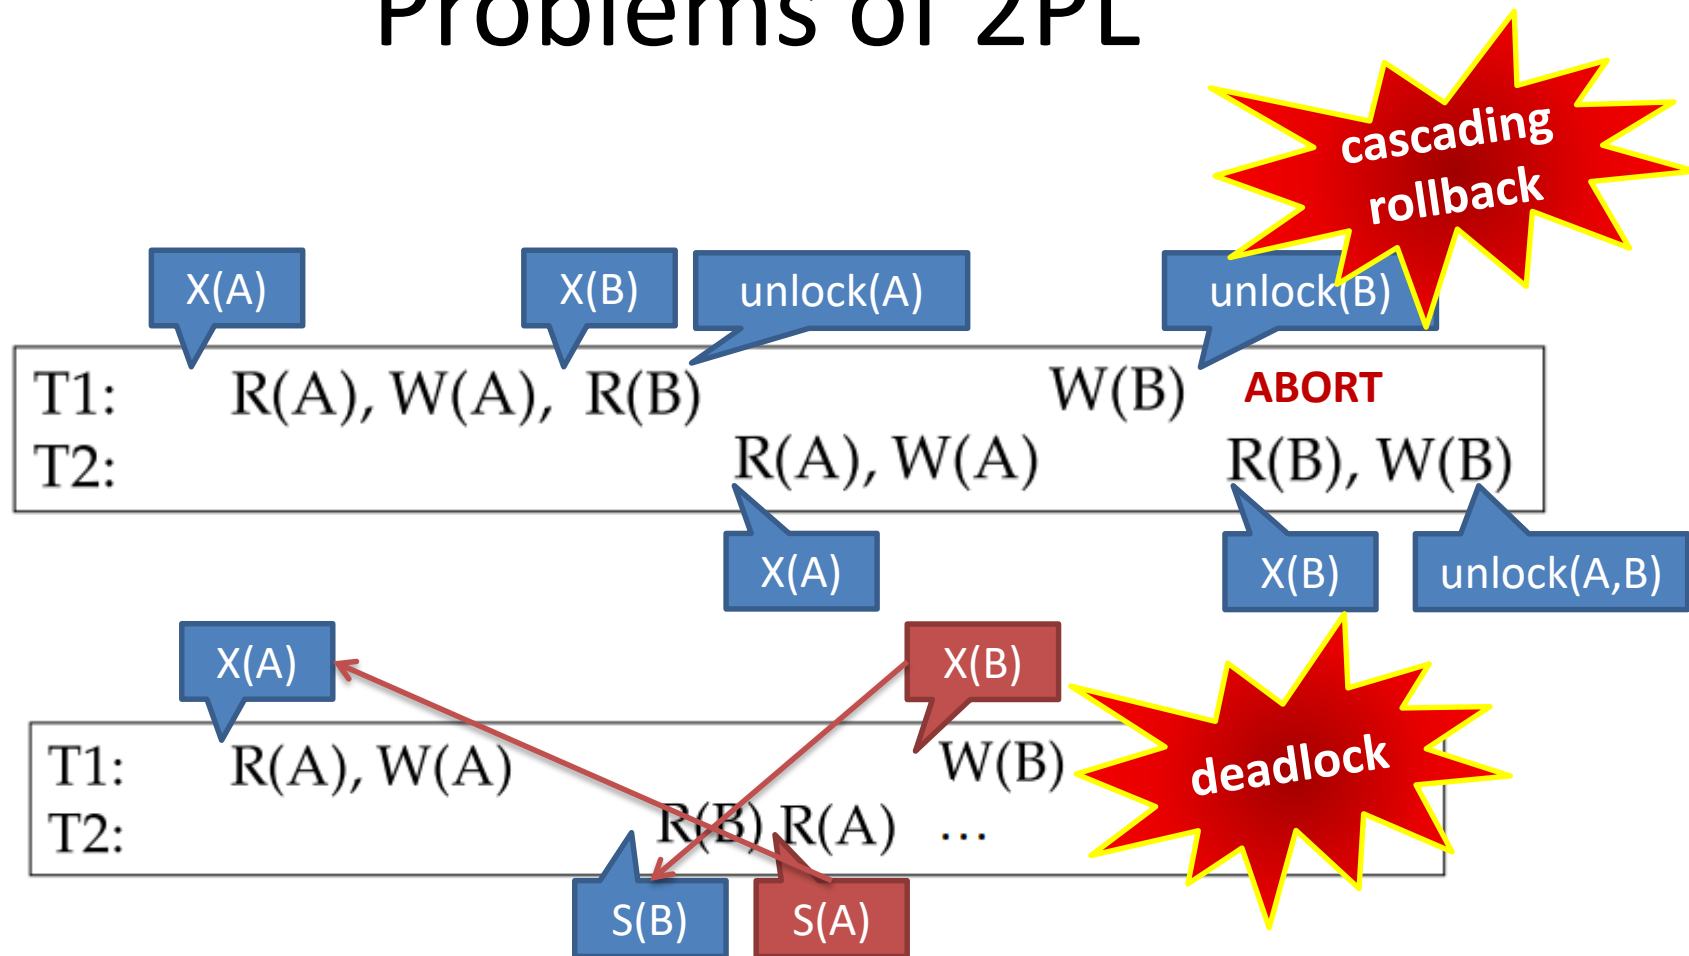 Problems of 2PL
cascading
rollback
X(A)
X(B)
unlock(A)
unlock(B)
T1: R(A), W(A), R(B) W(B) ABORT
T2: R(A), W(A) R(B), W(B)
X(A)
X(B)
unlock(A,B)
X(A)
X(B)
T1: R(A), W(A) W(B)
T2: R(B) R(A) ...
deadlock
S(B)
S(A)